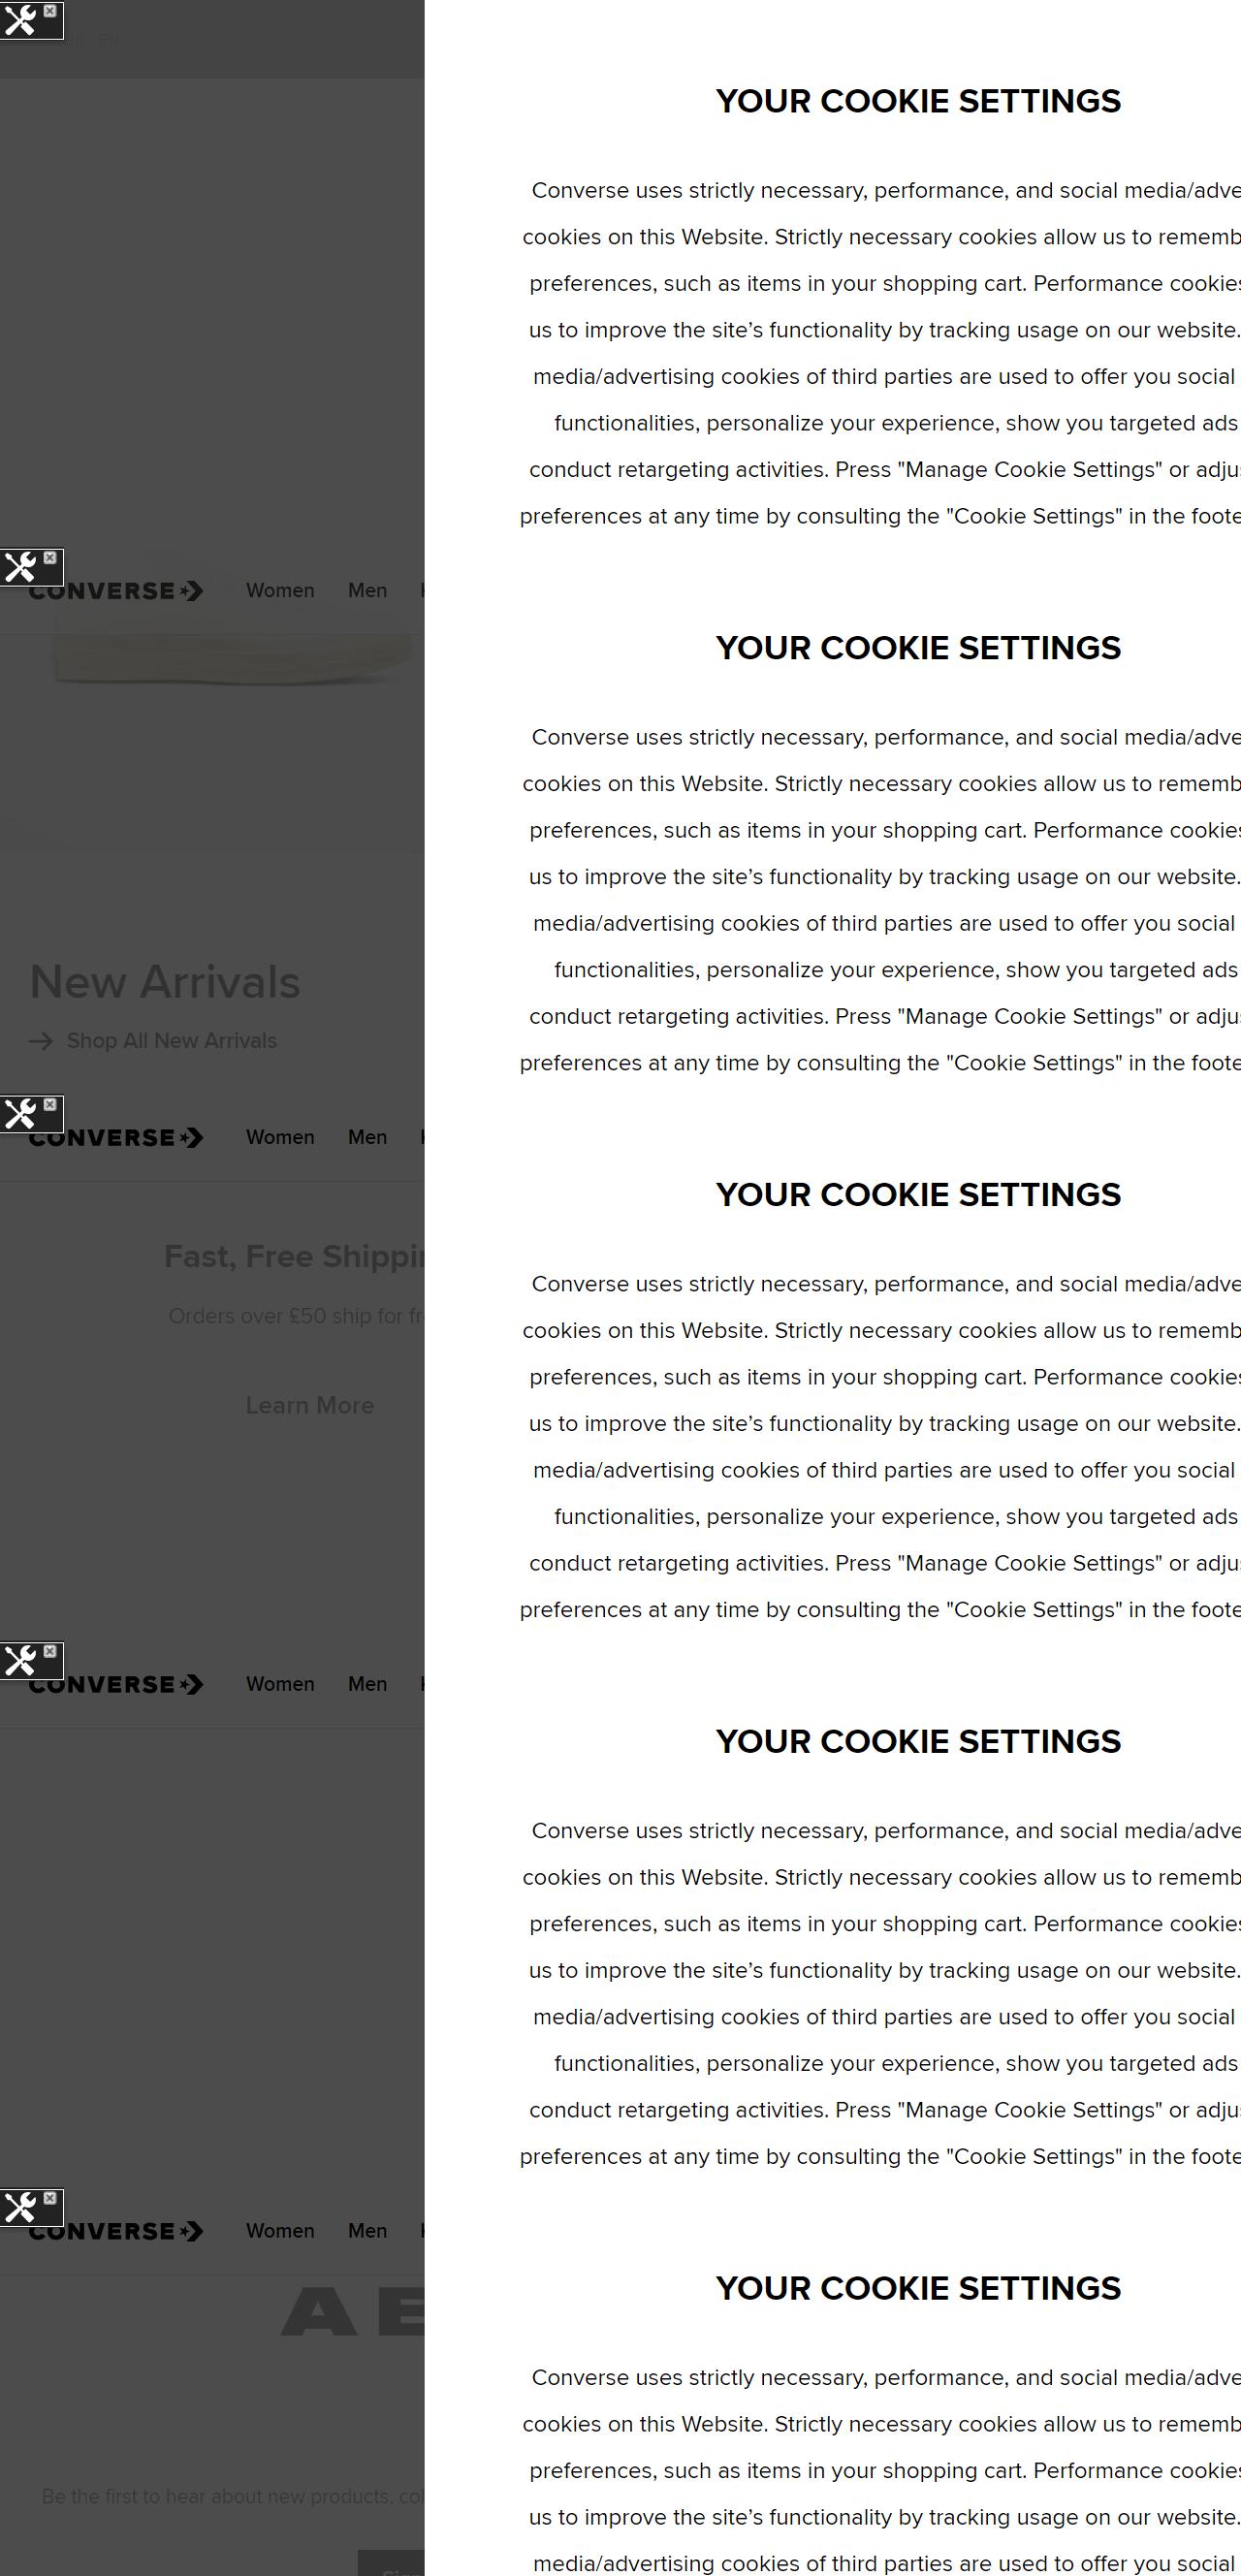 EN
YOUR COOKIE SETTINGS
Converse uses strictly necessary, performance, and social media/adve
cookies on this Website. Strictly necessary cookies allow us to rememb
preferences, such as items in your shopping cart. Performance cookies
us to improve the site’s functionality by tracking usage on our website.
media/advertising cookies of third parties are used to offer you social
functionalities, personalize your experience, show you targeted ads
conduct retargeting activities. Press "Manage Cookie Settings" or adjus
preferences at any time by consulting the "Cookie Settings" in the foote
CONVERSE Women Men
YOUR COOKIE SETTINGS
Converse uses strictly necessary, performance, and social media/adve
cookies on this Website. Strictly necessary cookies allow us to rememb
preferences, such as items in your shopping cart. Performance cookies
us to improve the site’s functionality by tracking usage on our website.
media/advertising cookies of third parties are used to offer you social
functionalities, personalize your experience, show you targeted ads
conduct retargeting activities. Press "Manage Cookie Settings" or adjus
preferences at any time by consulting the "Cookie Settings" in the foote
New Arrivals
Shop All New Arrivals
CONVERSE Women Men
YOUR COOKIE SETTINGS
Converse uses strictly necessary, performance, and social media/adve
cookies on this Website. Strictly necessary cookies allow us to rememb
preferences, such as items in your shopping cart. Performance cookies
us to improve the site’s functionality by tracking usage on our website.
media/advertising cookies of third parties are used to offer you social
functionalities, personalize your experience, show you targeted ads
conduct retargeting activities. Press "Manage Cookie Settings" or adjus
preferences at any time by consulting the "Cookie Settings" in the foote
Fast, Free Shippin
Orders over £50 ship for fr
Learn More
CONVERSE Women Men
YOUR COOKIE SETTINGS
Converse uses strictly necessary, performance, and social media/adve
cookies on this Website. Strictly necessary cookies allow us to rememb
preferences, such as items in your shopping cart. Performance cookies
us to improve the site’s functionality by tracking usage on our website.
media/advertising cookies of third parties are used to offer you social
functionalities, personalize your experience, show you targeted ads
conduct retargeting activities. Press "Manage Cookie Settings" or adjus
preferences at any time by consulting the "Cookie Settings" in the foote
CONVERSE Women Men
A E
YOUR COOKIE SETTINGS
Converse uses strictly necessary, performance, and social media/adve
cookies on this Website. Strictly necessary cookies allow us to rememb
preferences, such as items in your shopping cart. Performance cookies
us to improve the site’s functionality by tracking usage on our website.
media/advertising cookies of third parties are used to offer you social
Be the first to hear about new products, col